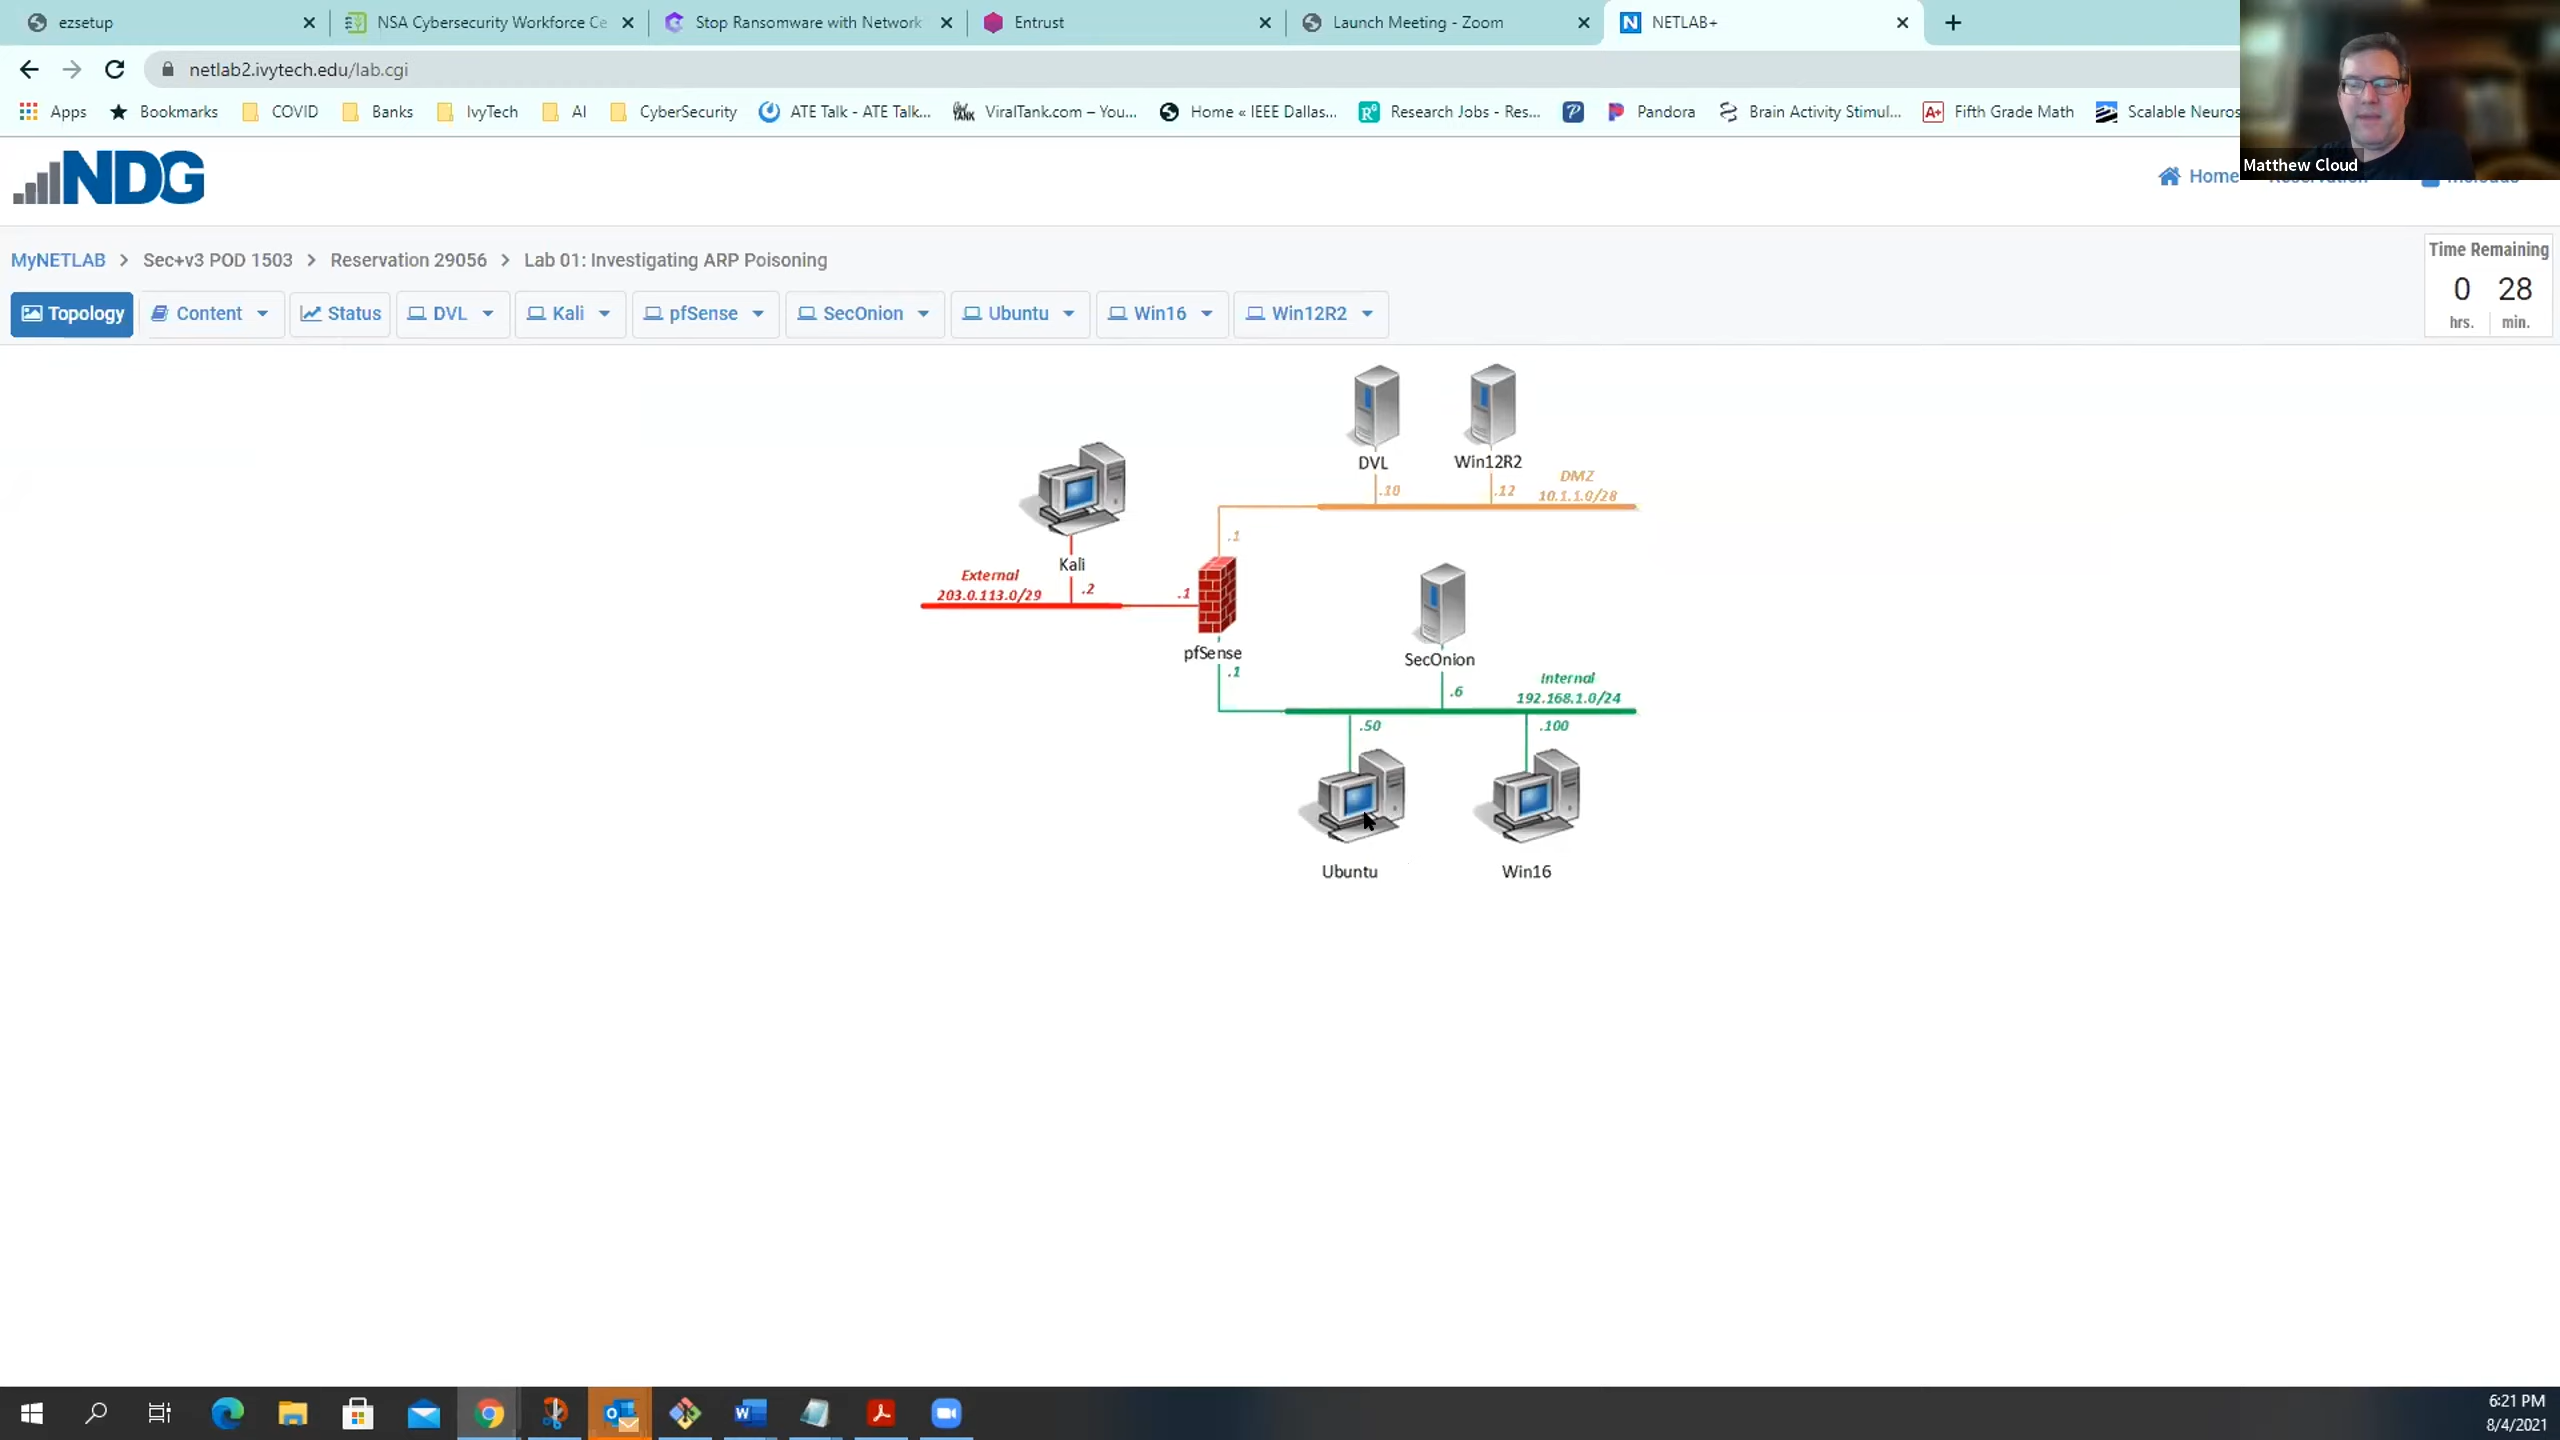 ezsetup
NSA Cybersecurity Workforce Ce
Stop Ransomware with Network
Entrust
Launch Meeting - Zoom
NETLAB+
netlab2.ivytech.edu/lab.cgi
Apps
Bookmarks
COVID
Banks
IvyTech
AI
CyberSecurity
ATE Talk - ATE Talk...
ViralTank.com – You...
Home « IEEE Dallas...
Research Jobs - Res...
Pandora
Brain Activity Stimul...
Fifth Grade Math
Scalable Neuros
Matthew Cloud
NDG
Home
MyNETLAB > Sec+v3 POD 1503 > Reservation 29056 > Lab 01: Investigating ARP Poisoning
Time Remaining
0 28
hrs. min.
Topology
Content
Status
DVL
Kali
pfSense
SecOnion
Ubuntu
Win16
Win12R2
DVL
Win12R2
DMZ
10.1.1.0/28
.10
.12
.1
Kali
External
203.0.113.0/29
.2
.1
pfSense
.1
SecOnion
.6
Internal
192.168.1.0/24
.50
.100
Ubuntu
Win16
6:21 PM
8/4/2021